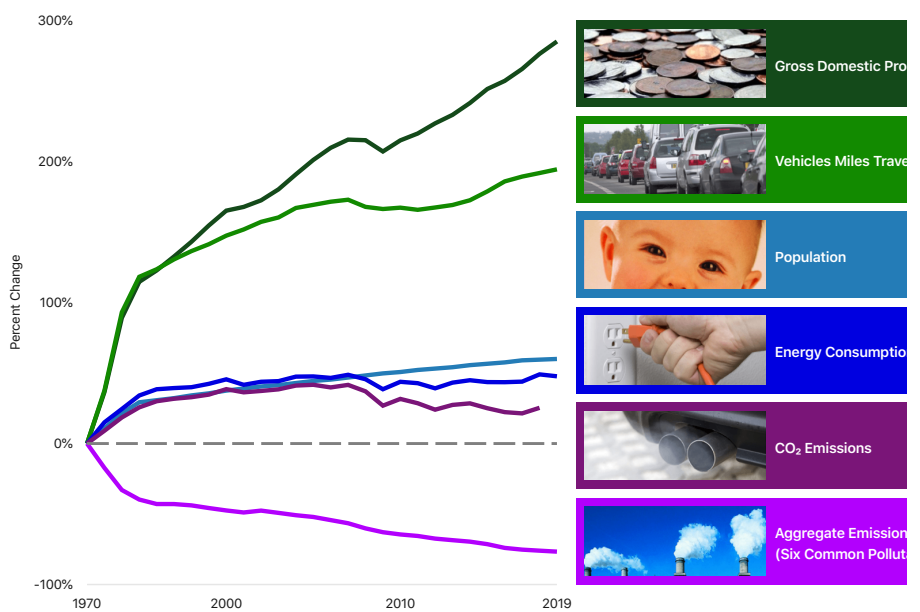 300%
200%
100%
0%
-100%
Percent Change
1970
2000
2010
2019
Gross Domestic Pro
Vehicles Miles Trave
Population
Energy Consumptio
CO₂ Emissions
Aggregate Emission
(Six Common Polluta